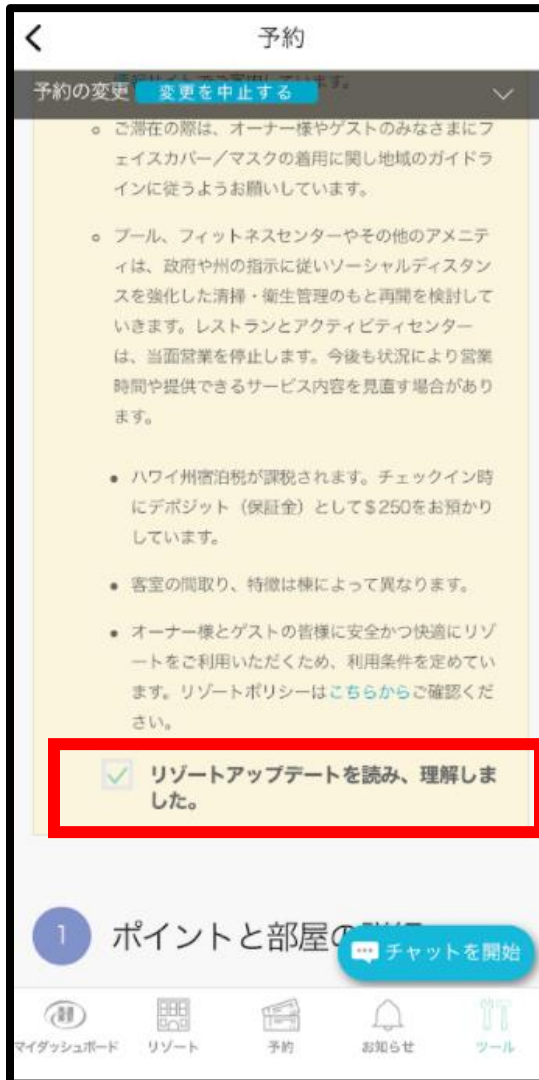 予約
予約の変更 変更を中止する
ご滞在の際は、オーナー様やゲストのみなさまにフ
ェイスカバー／マスクの着用に関し地域のガイドラ
インに従うようお願いしています。
プール、フィットネスセンターやその他のアメニテ
ィは、政府や州の指示に従いソーシャルディスタン
スを強化した清掃・衛生管理のもと再開を検討して
いきます。レストランとアクティビティセンター
は、当面営業を停止します。今後も状況により営業
時間や提供できるサービス内容を見直す場合があり
ます。
ハワイ州宿泊税が課税されます。チェックイン時
にデポジット（保証金）として＄250をお預かり
しています。
客室の間取り、特徴は棟によって異なります。
オーナー様とゲストの皆様に安全かつ快適にリゾ
ートをご利用いただくため、利用条件を定めてい
ます。リゾートポリシーはこちらからご確認くだ
さい。
リゾートアップデートを読み、理解しま
した。
1 ポイントと部屋の
チャットを開始
マイダッシュボード リゾート 予約 お知らせ ツール